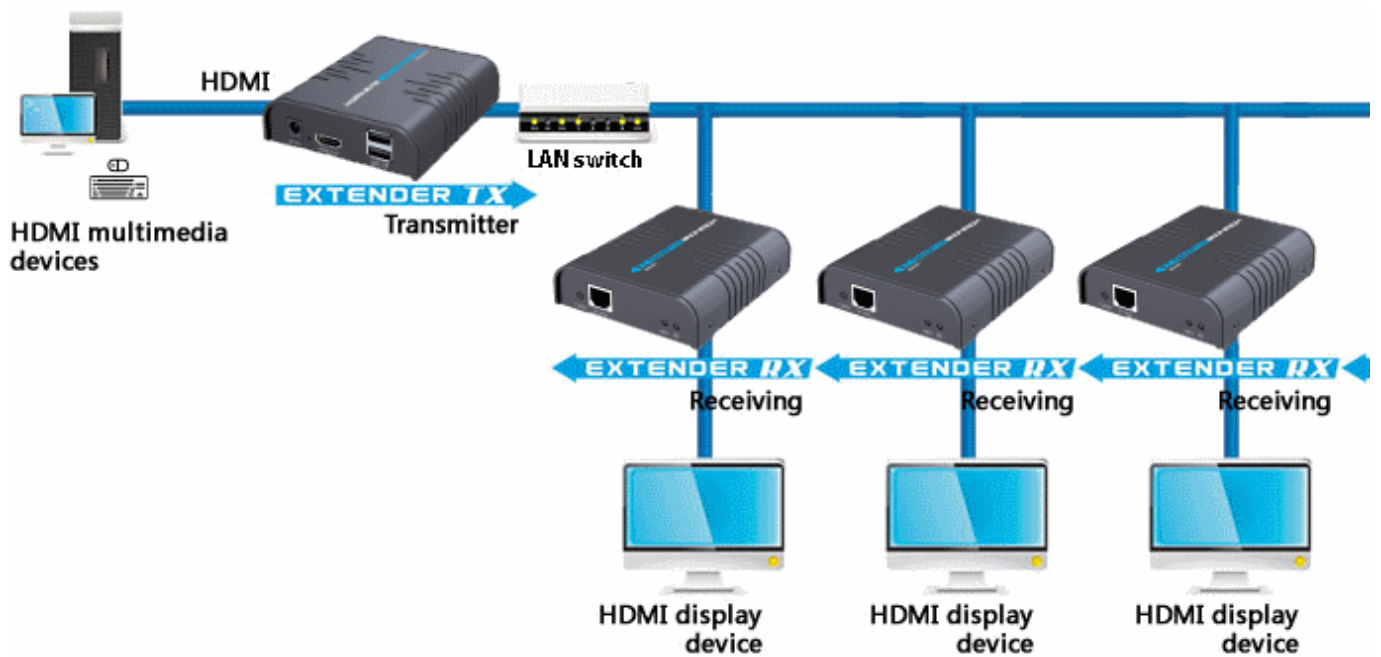 HDMI
LAN switch
EXTENDER TX
Transmitter
HDMI multimedia
devices
EXTENDER RX
EXTENDER RX
EXTENDER RX
Receiving
Receiving
Receiving
HDMI display
device
HDMI display
device
HDMI display
device